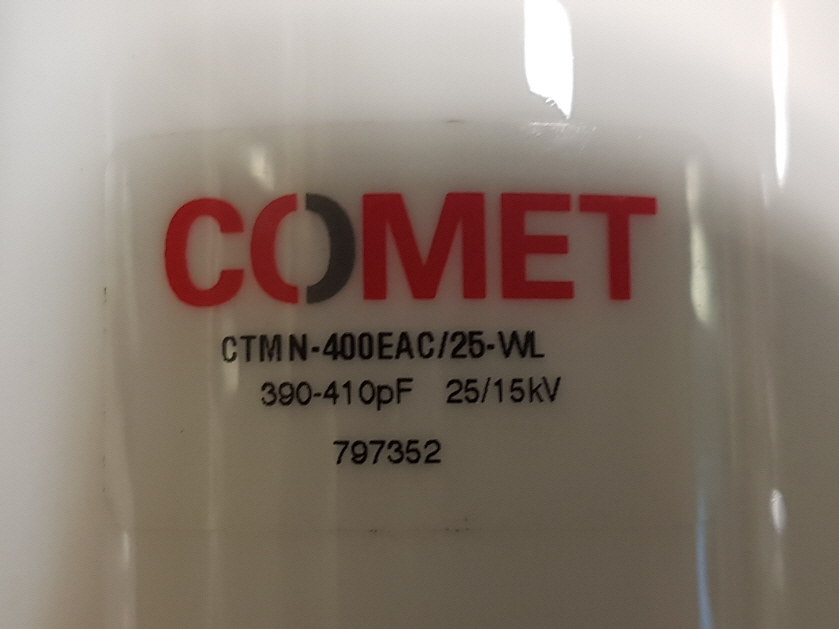 COMET
CTMN-400EAC/25-WL
390-410pF 25/15kV
797352